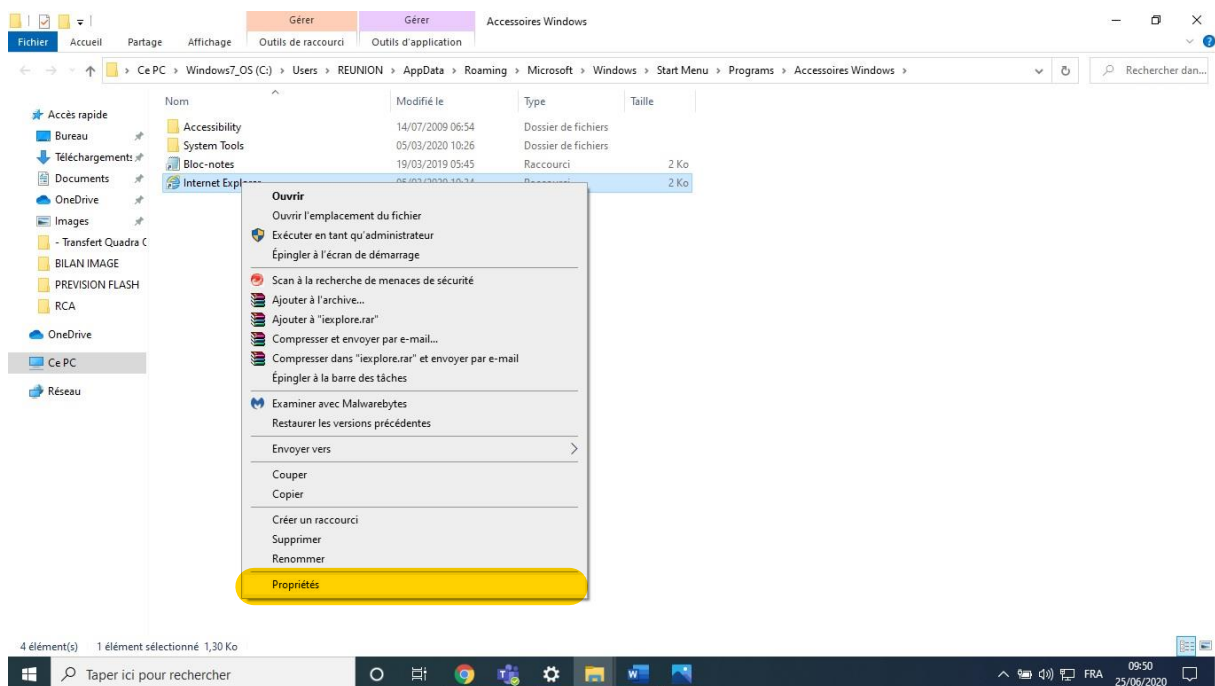 Gérer Gérer Accessoires Windows
Fichier Accueil Partage Affichage Outils de raccourci Outils d'application
Ce PC > Windows7_OS (C:) > Users > REUNION > AppData > Roaming > Microsoft > Windows > Start Menu > Programs > Accessoires Windows > Rechercher dan...
Nom Modifié le Type Taille
Accès rapide
Bureau
Téléchargements
Documents
OneDrive
Images
- Transfert Quadra
BILAN IMAGE
PREVISION FLASH
RCA
OneDrive
Ce PC
Réseau
Accessibility 14/07/2009 06:54 Dossier de fichiers
System Tools 05/03/2020 10:26 Dossier de fichiers
Bloc-notes 19/03/2019 05:45 Raccourci 2 Ko
Internet Explorer 2 Ko
Ouvrir
Ouvrir l'emplacement du fichier
Exécuter en tant qu'administrateur
Épingler à l'écran de démarrage
Scan à la recherche de menaces de sécurité
Ajouter à l'archive...
Ajouter à "iexplore.rar"
Compresser et envoyer par e-mail...
Compresser dans "iexplore.rar" et envoyer par e-mail
Épingler à la barre des tâches
Examiner avec Malwarebytes
Restaurer les versions précédentes
Envoyer vers
Couper
Copier
Créer un raccourci
Supprimer
Renommer
Propriétés
4 élément(s) 1 élément sélectionné 1,30 Ko
Taper ici pour rechercher FRA 09:50
25/06/2020